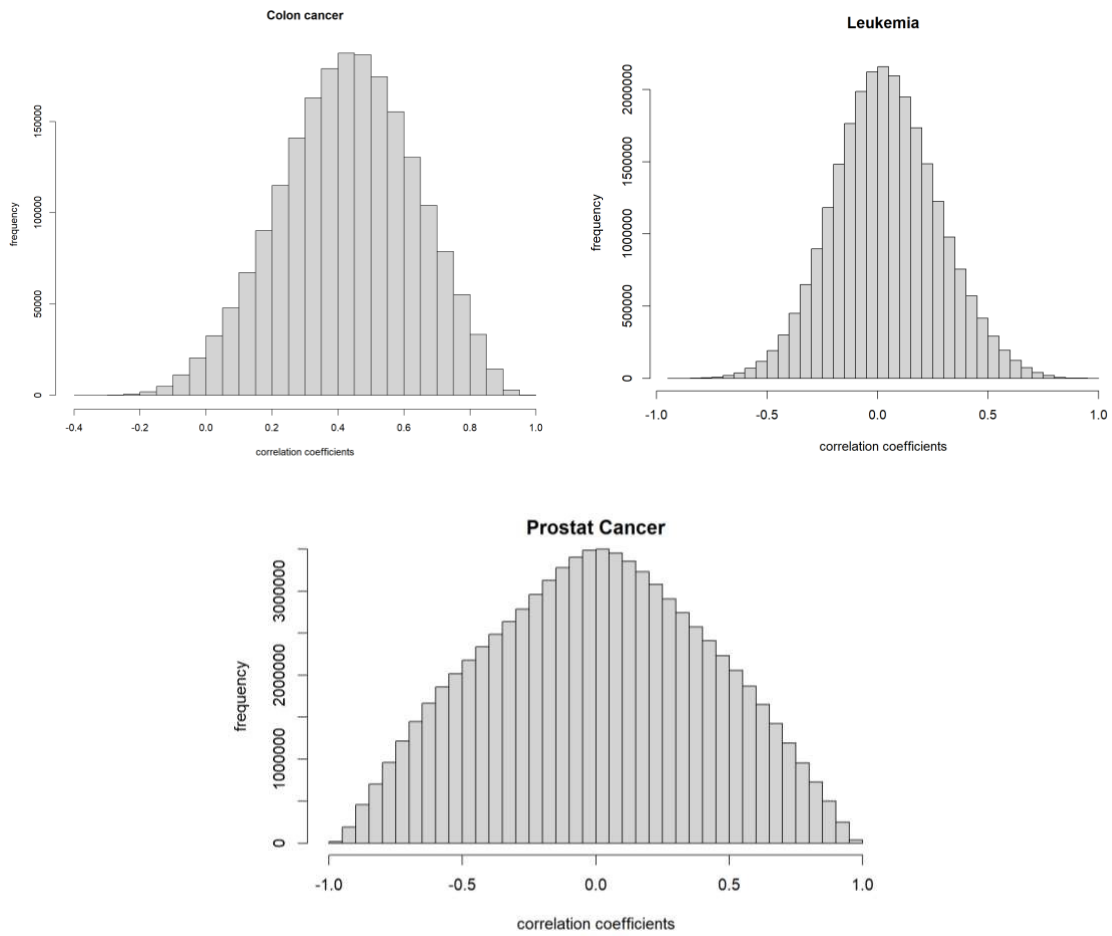 Colon cancer
frequency
150000
100000
50000
0
-0.4 -0.2 0.0 0.2 0.4 0.6 0.8 1.0
correlation coefficients
Leukemia
frequency
2000000
1500000
1000000
500000
0
-1.0 -0.5 0.0 0.5 1.0
correlation coefficients
Prostat Cancer
frequency
3000000
2000000
1000000
0
-1.0 -0.5 0.0 0.5 1.0
correlation coefficients